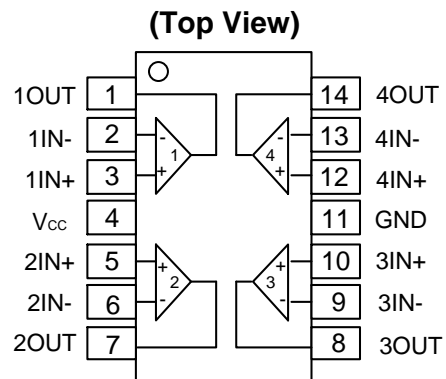 (Top View)
1OUT 1 14 4OUT
1IN- 2 - - 13 4IN-
1 4
1IN+ 3 + + 12 4IN+
Vcc 4 11 GND
2IN+ 5 + + 10 3IN+
2 3
2IN- 6 - - 9 3IN-
2OUT 7 8 3OUT